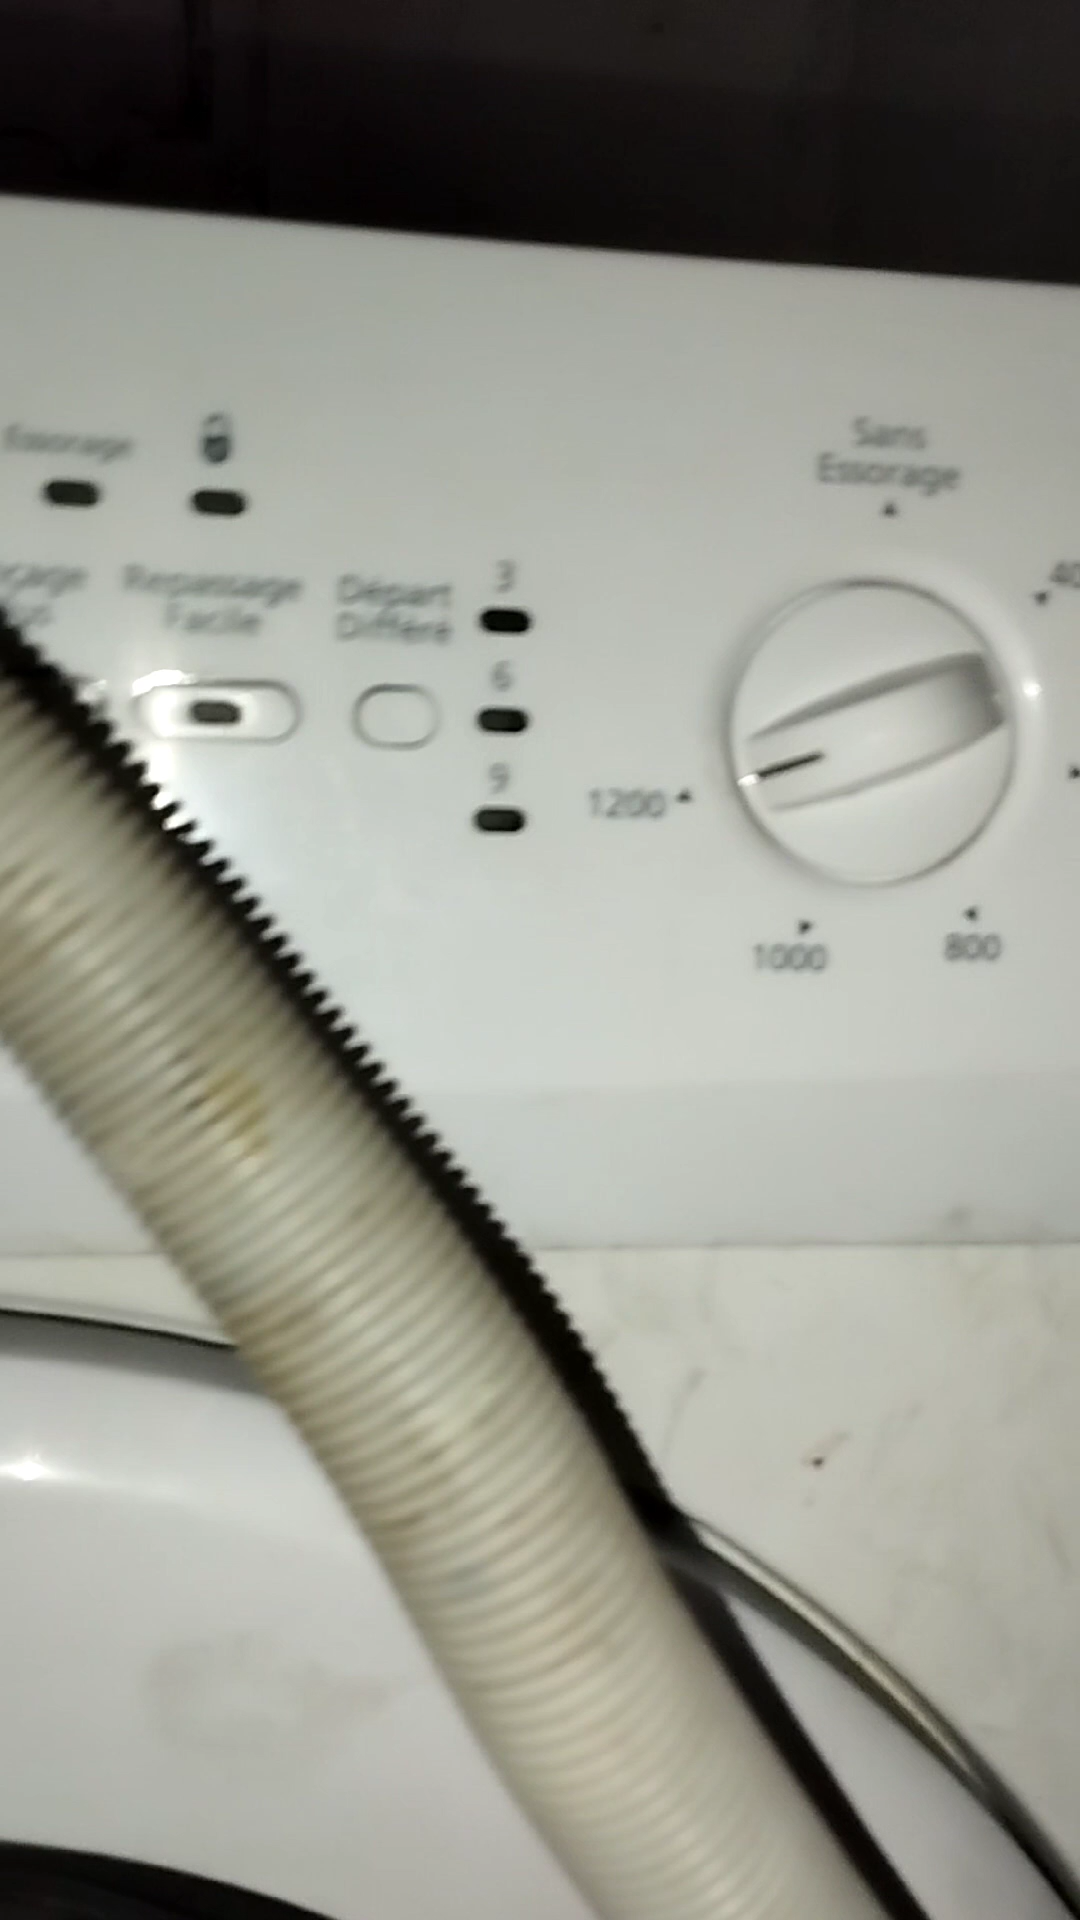 Essorage
Sans
Essorage
Repassage
Facile
Départ
Différé
3
6
9
1200
1000
800